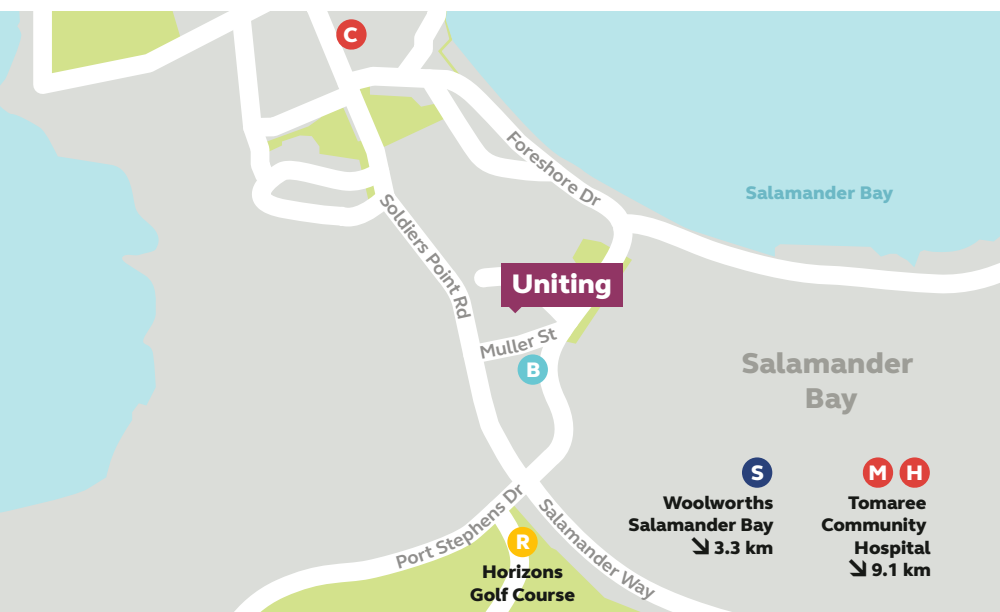 C
Foreshore Dr
Salamander Bay
Soldiers Point Rd
Uniting
Muller St
B
Salamander
Bay
S
Woolworths
Salamander Bay
3.3 km
M H
Tomaree
Community
Hospital
9.1 km
Port Stephens Dr
Salamander Way
R
Horizons
Golf Course